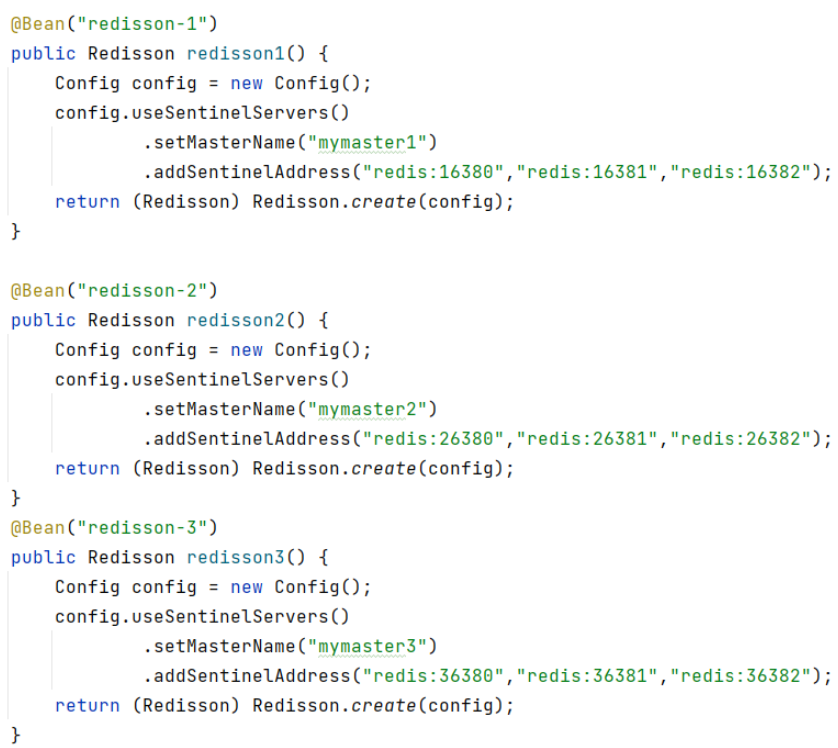 @Bean("redisson-1")
public Redisson redisson1() {
    Config config = new Config();
    config.useSentinelServers()
            .setMasterName("mymaster1")
            .addSentinelAddress("redis:16380","redis:16381","redis:16382");
    return (Redisson) Redisson.create(config);
}

@Bean("redisson-2")
public Redisson redisson2() {
    Config config = new Config();
    config.useSentinelServers()
            .setMasterName("mymaster2")
            .addSentinelAddress("redis:26380","redis:26381","redis:26382");
    return (Redisson) Redisson.create(config);
}
@Bean("redisson-3")
public Redisson redisson3() {
    Config config = new Config();
    config.useSentinelServers()
            .setMasterName("mymaster3")
            .addSentinelAddress("redis:36380","redis:36381","redis:36382");
    return (Redisson) Redisson.create(config);
}